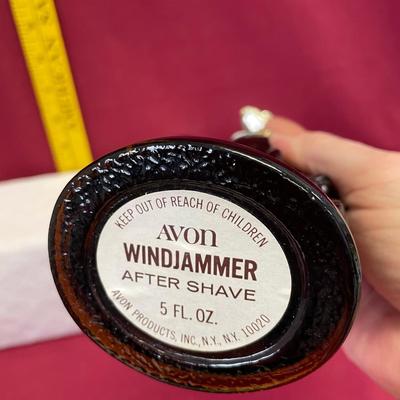 KEEP OUT OF REACH OF CHILDREN
AVON
WINDJAMMER
AFTER SHAVE
5 FL. OZ.
AVON PRODUCTS, INC., N.Y., N.Y. 10020